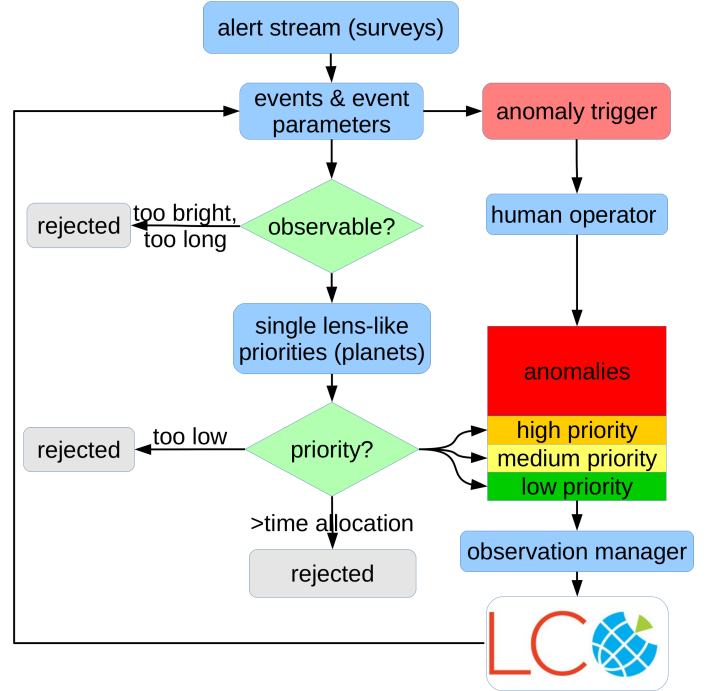 alert stream (surveys)
events & event
parameters
anomaly trigger
human operator
rejected
too bright,
too long
observable?
single lens-like
priorities (planets)
anomalies
rejected
too low
priority?
high priority
medium priority
low priority
>time allocation
rejected
observation manager
LCO